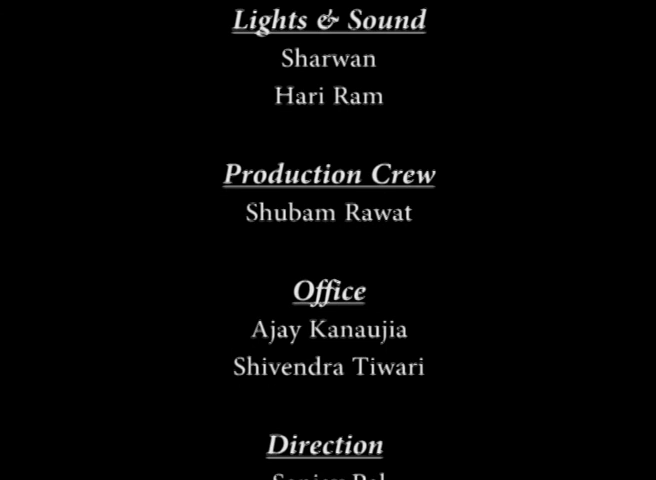 Lights & Sound
Sharwan
Hari Ram
Production Crew
Shubam Rawat
Office
Ajay Kanaujia
Shivendra Tiwari
Direction